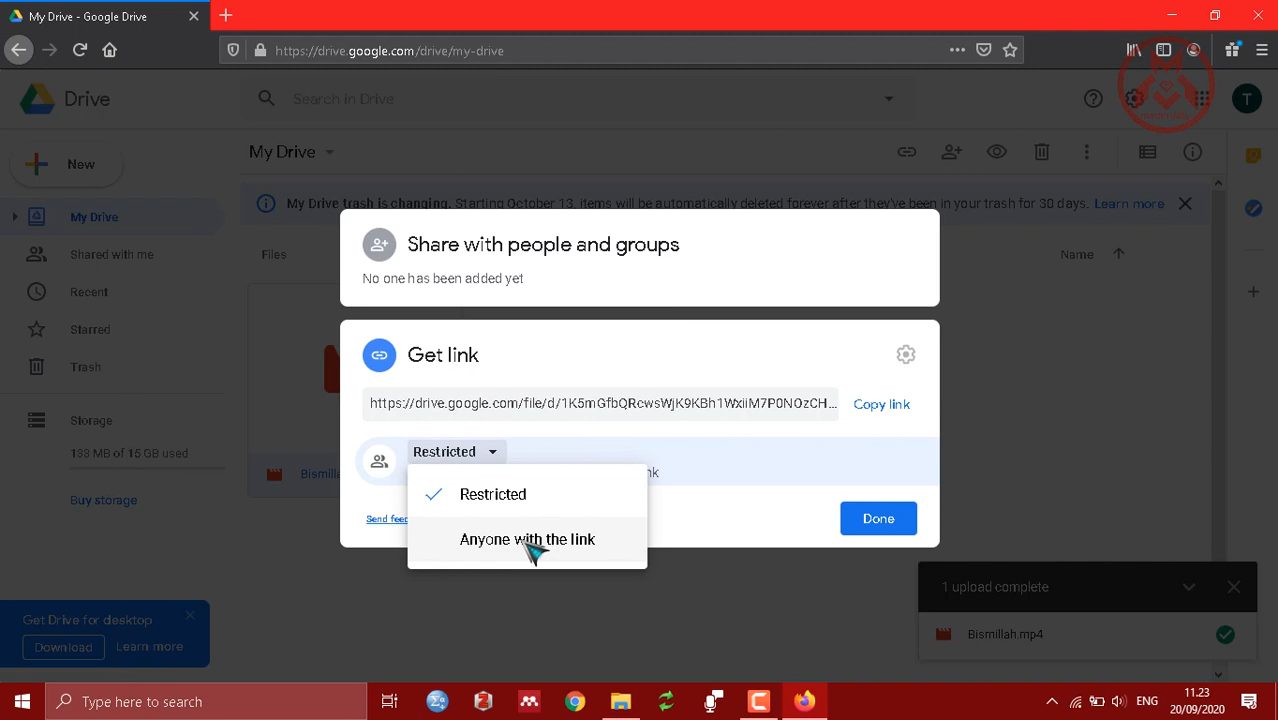 My Drive - Google Drive
https://drive.google.com/drive/my-drive
Drive
Search in Drive
T
New
My Drive
My Drive trash is changing. Starting October 13, items will be automatically deleted forever after they've been in your trash for 30 days. Learn more
My Drive
Shared with me
Files
Name
Recent
Starred
Trash
Storage
138 MB of 15 GB used
Buy storage
Share with people and groups
No one has been added yet
Get link
https://drive.google.com/file/d/1K5mGfbQRcwsWjK9KBh1WxiiM7P0NOzCH...
Copy link
Restricted
Restricted
Anyone with the link
Done
1 upload complete
Bismillah.mp4
Get Drive for desktop
Download
Learn more
Type here to search
ENG
11.23
20/09/2020